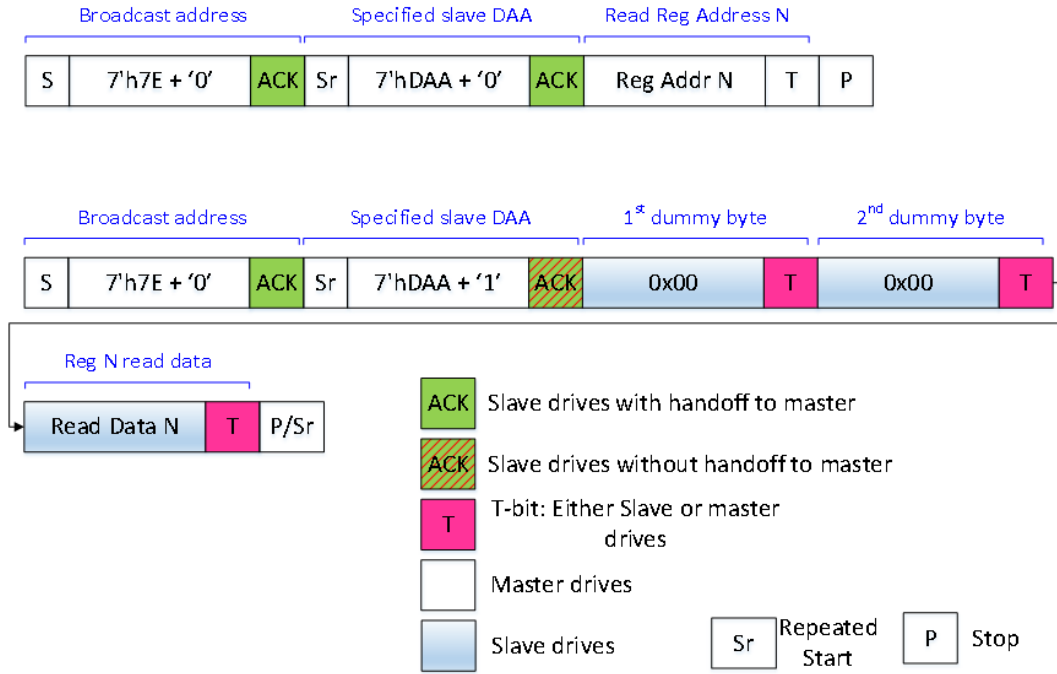 Broadcast address Specified slave DAA Read Reg Address N
S 7'h7E + ‘0’ ACK Sr 7'hDAA + ‘0’ ACK Reg Addr N T P
Broadcast address Specified slave DAA 1st dummy byte 2nd dummy byte
S 7'h7E + ‘0’ ACK Sr 7'hDAA + ‘1’ ACK 0x00 T 0x00 T
Reg N read data
Read Data N T P/Sr
ACK Slave drives with handoff to master
ACK Slave drives without handoff to master
T T-bit: Either Slave or master
drives
Master drives
Slave drives
Sr Repeated
Start
P Stop